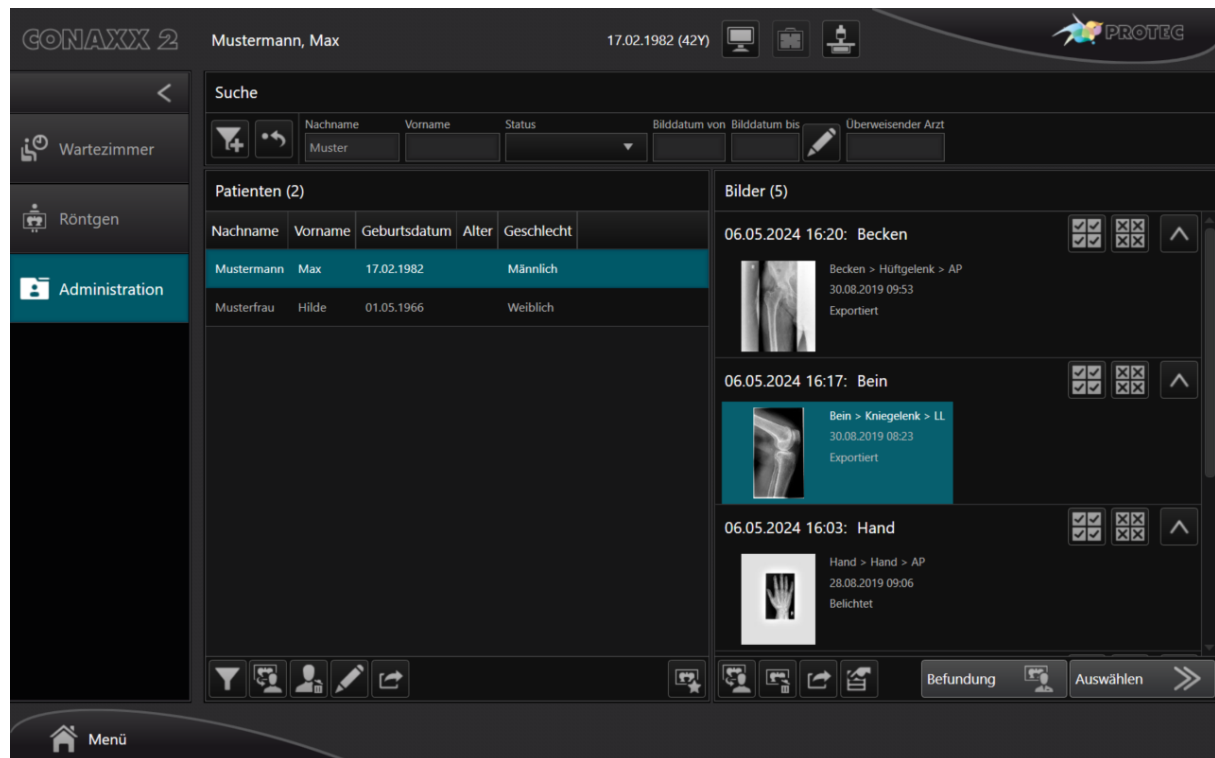 CONAXX 2
Mustermann, Max
17.02.1982 (42Y)
PROTEC
Wartezimmer
Röntgen
Administration
Suche
Nachname Vorname Status Bilddatum von Bilddatum bis Überweisender Arzt
Muster
Patienten (2)
Nachname Vorname Geburtsdatum Alter Geschlecht
Mustermann Max 17.02.1982 Männlich
Musterfrau Hilde 01.05.1966 Weiblich
Bilder (5)
06.05.2024 16:20: Becken
Becken > Hüftgelenk > AP
30.08.2019 09:53
Exportiert
06.05.2024 16:17: Bein
Bein > Kniegelenk > LL
30.08.2019 08:23
Exportiert
06.05.2024 16:03: Hand
Hand > Hand > AP
28.08.2019 09:06
Belichtet
Befundung
Auswählen
Menü